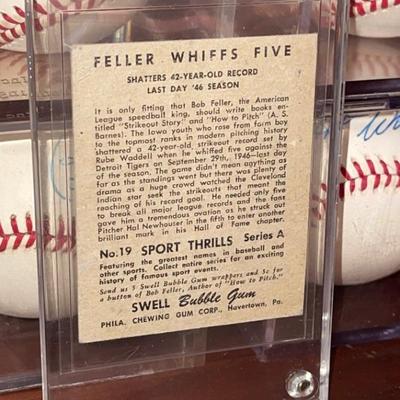 FELLER WHIFFS FIVE
SHATTERS 42-YEAR-OLD RECORD
LAST DAY '46 SEASON
It is only fitting that Bob Feller, the American
League speedball king, should write books en-
titled "Strikeout Story" and "How to Pitch" (A. S.
Barnes). The Iowa youth who rose from farm boy
to the topmost ranks in modern pitching history
shattered a 42-year-old, strikeout record by
Rube Waddell when he whiffed five against the
Detroit Tigers on September 29th, 1946—last day
of the season. The game didn't mean anything as
far as the standings went but there was plenty of
drama as a huge crowd watched the Cleveland
Indian star seek the strikeouts that meant the
reaching of his record goal. He needed only five
to break all major league records and the fans
gave him a tremendous ovation as he struck out
Pitcher Hal Newhouser in the fifth to enter another
brilliant mark in his Hall of Fame chapter.
No. 19 SPORT THRILLS Series A
Featuring the greatest names in baseball and
other sports. Collect entire series for an exciting
history of famous sport events.
Send us 5 Swell Bubble Gum wrappers and 5c for
a button of Bob Feller, Author of "How to Pitch."
SWELL Bubble Gum
PHILA. CHEWING GUM CORP., Havertown, Pa.